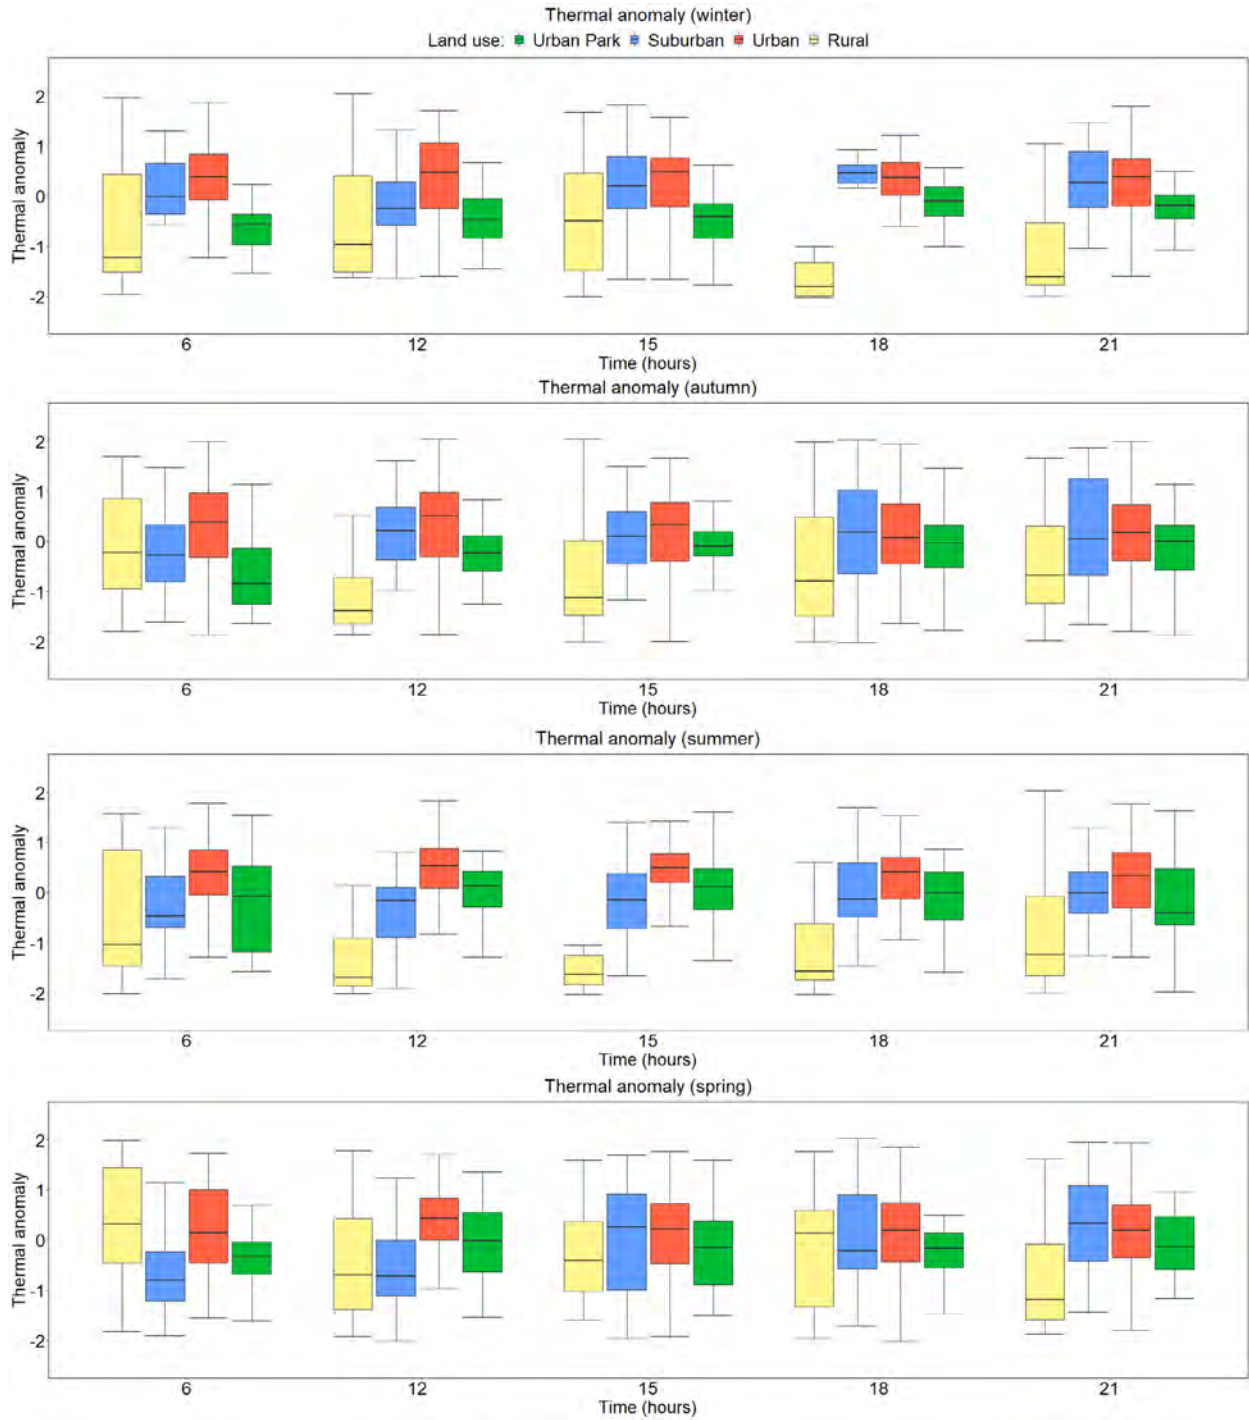 Thermal anomaly (winter)
Land use: Urban Park Suburban Urban Rural
Thermal anomaly
2
1
0
-1
-2
6 12 15 18 21
Time (hours)
Thermal anomaly (autumn)
Thermal anomaly
2
1
0
-1
-2
6 12 15 18 21
Time (hours)
Thermal anomaly (summer)
Thermal anomaly
2
1
0
-1
-2
6 12 15 18 21
Time (hours)
Thermal anomaly (spring)
Thermal anomaly
2
1
0
-1
-2
6 12 15 18 21
Time (hours)